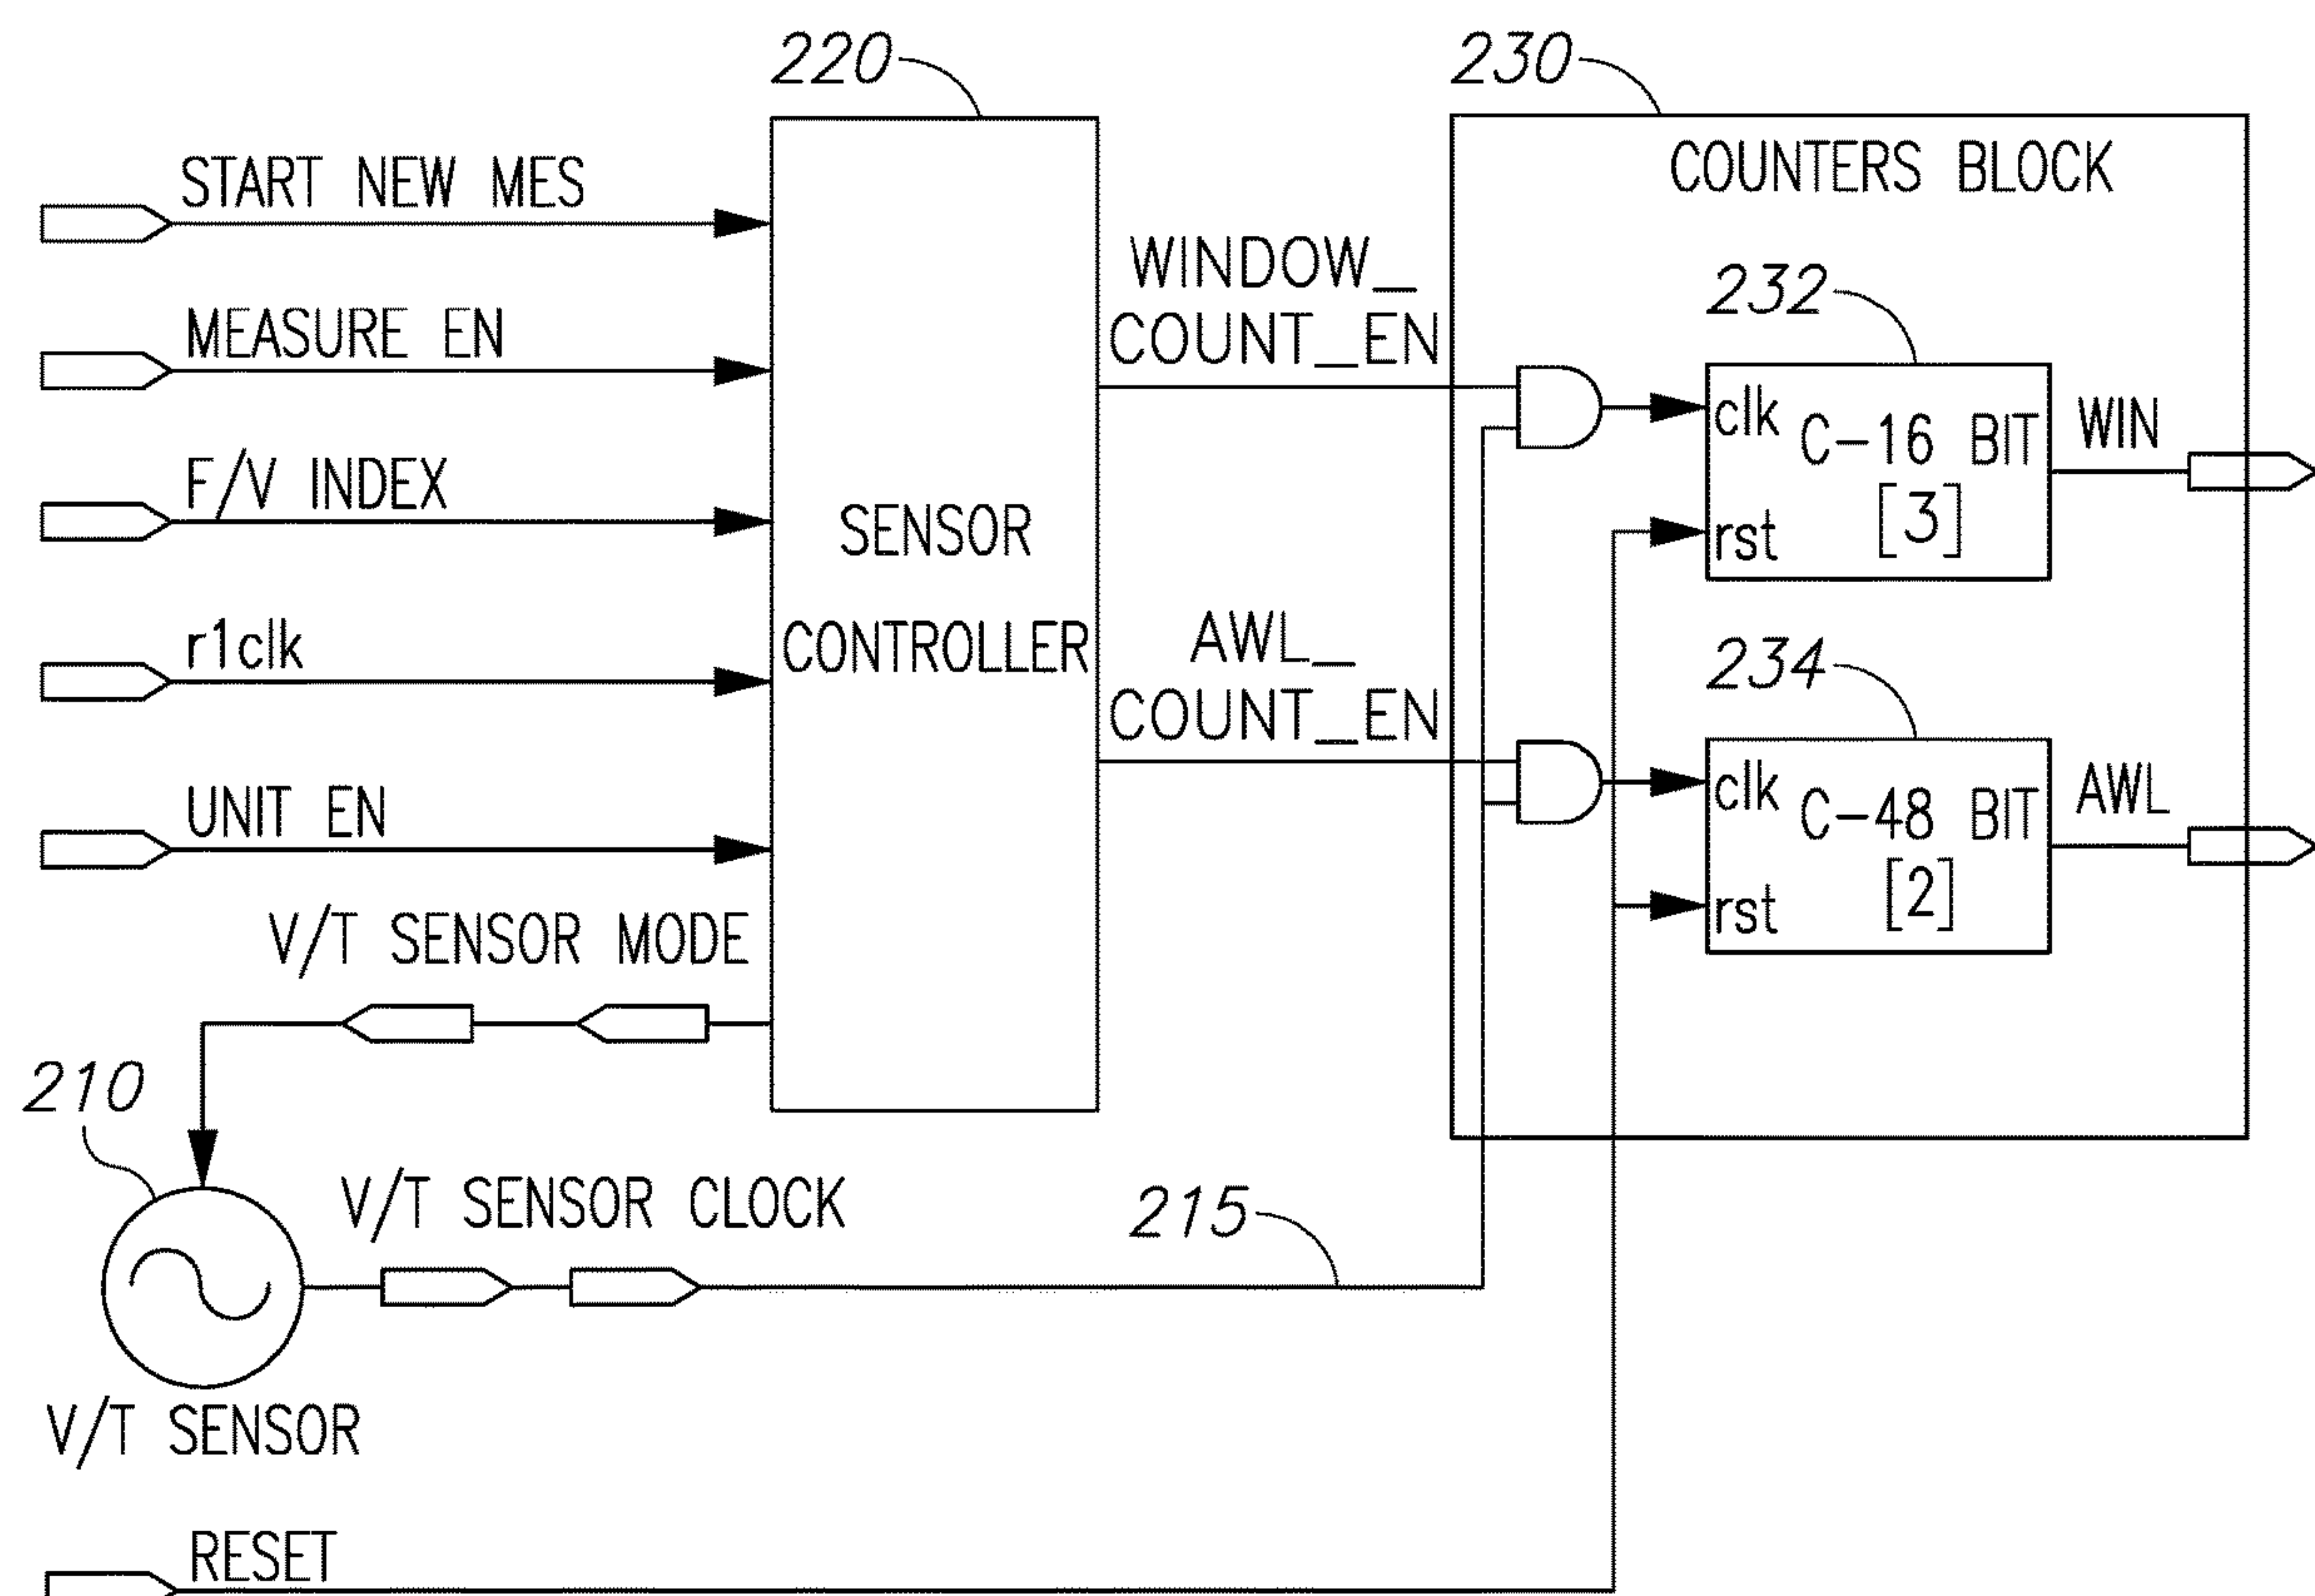 220
230
START NEW MES
COUNTERS BLOCK
WINDOW_
COUNT_EN
232
MEASURE EN
clk
C-16 BIT
[3]
rst
WIN
F/V INDEX
SENSOR
CONTROLLER
r1clk
AWL_
COUNT_EN
234
clk
C-48 BIT
[2]
rst
AWL
UNIT EN
V/T SENSOR MODE
210
V/T SENSOR CLOCK
215
V/T SENSOR
RESET